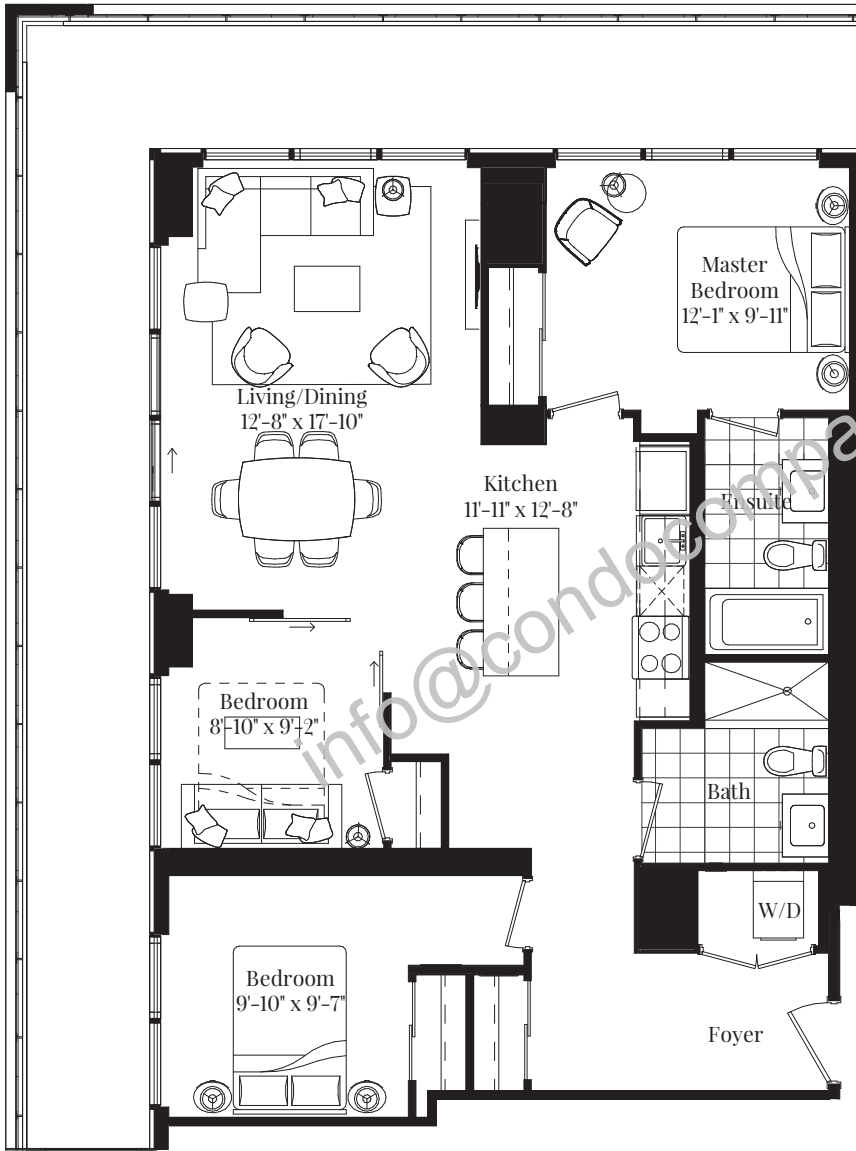 Master
Bedroom
12'-1" x 9'-11"
Living/Dining
12'-8" x 17'-10"
Kitchen
11'-11" x 12'-8"
Ensuite
info@condocompa
Bedroom
8'-10" x 9'-2"
Bath
W/D
Bedroom
9'-10" x 9'-7"
Foyer